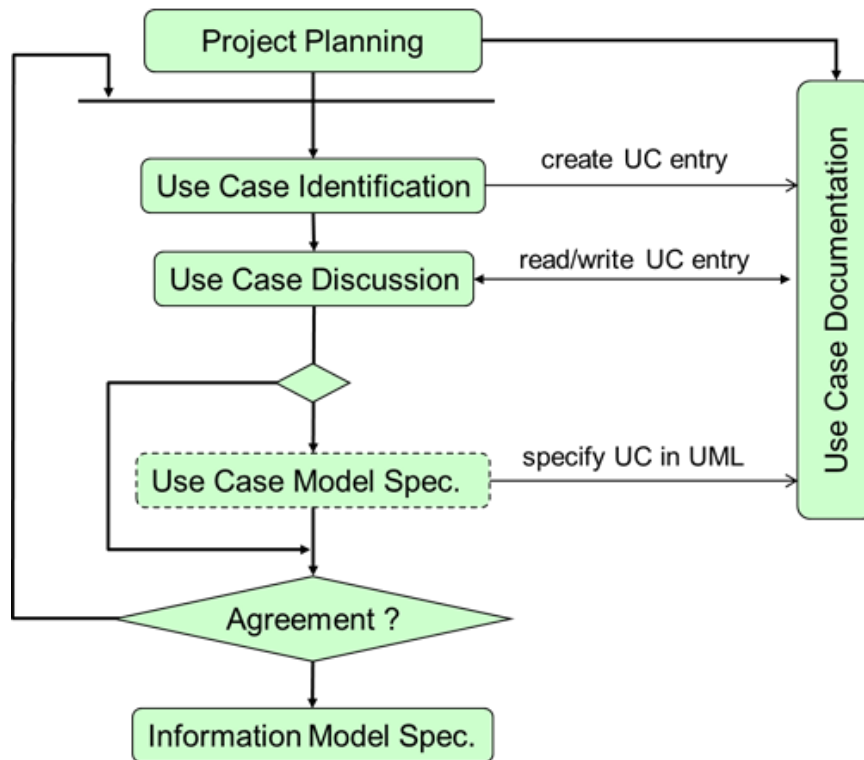 Project Planning
create UC entry
Use Case Identification
read/write UC entry
Use Case Discussion
Use Case Documentation
specify UC in UML
Use Case Model Spec.
Agreement ?
Information Model Spec.